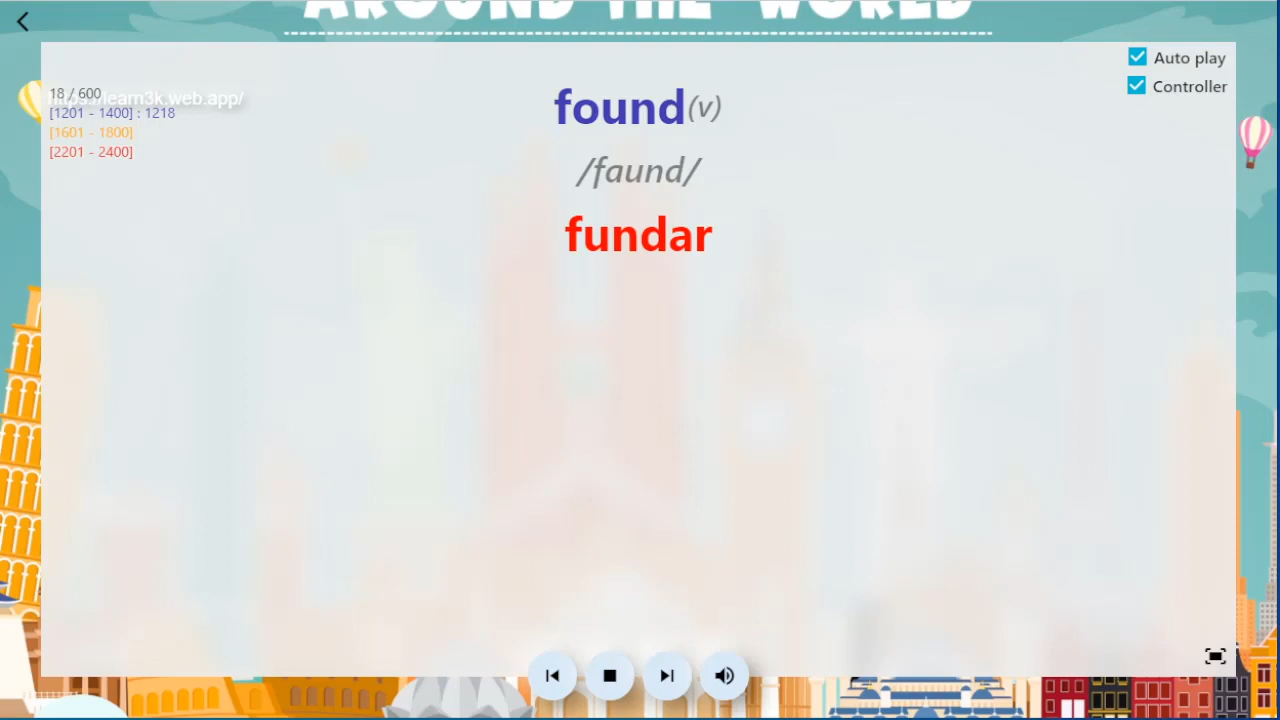 AROUND THE WORLD
Auto play
Controller
18 / 600
https://learn3k.web.app/
[1201 - 1400] : 1218
[1601 - 1800]
[2201 - 2400]
found(v)
/faund/
fundar